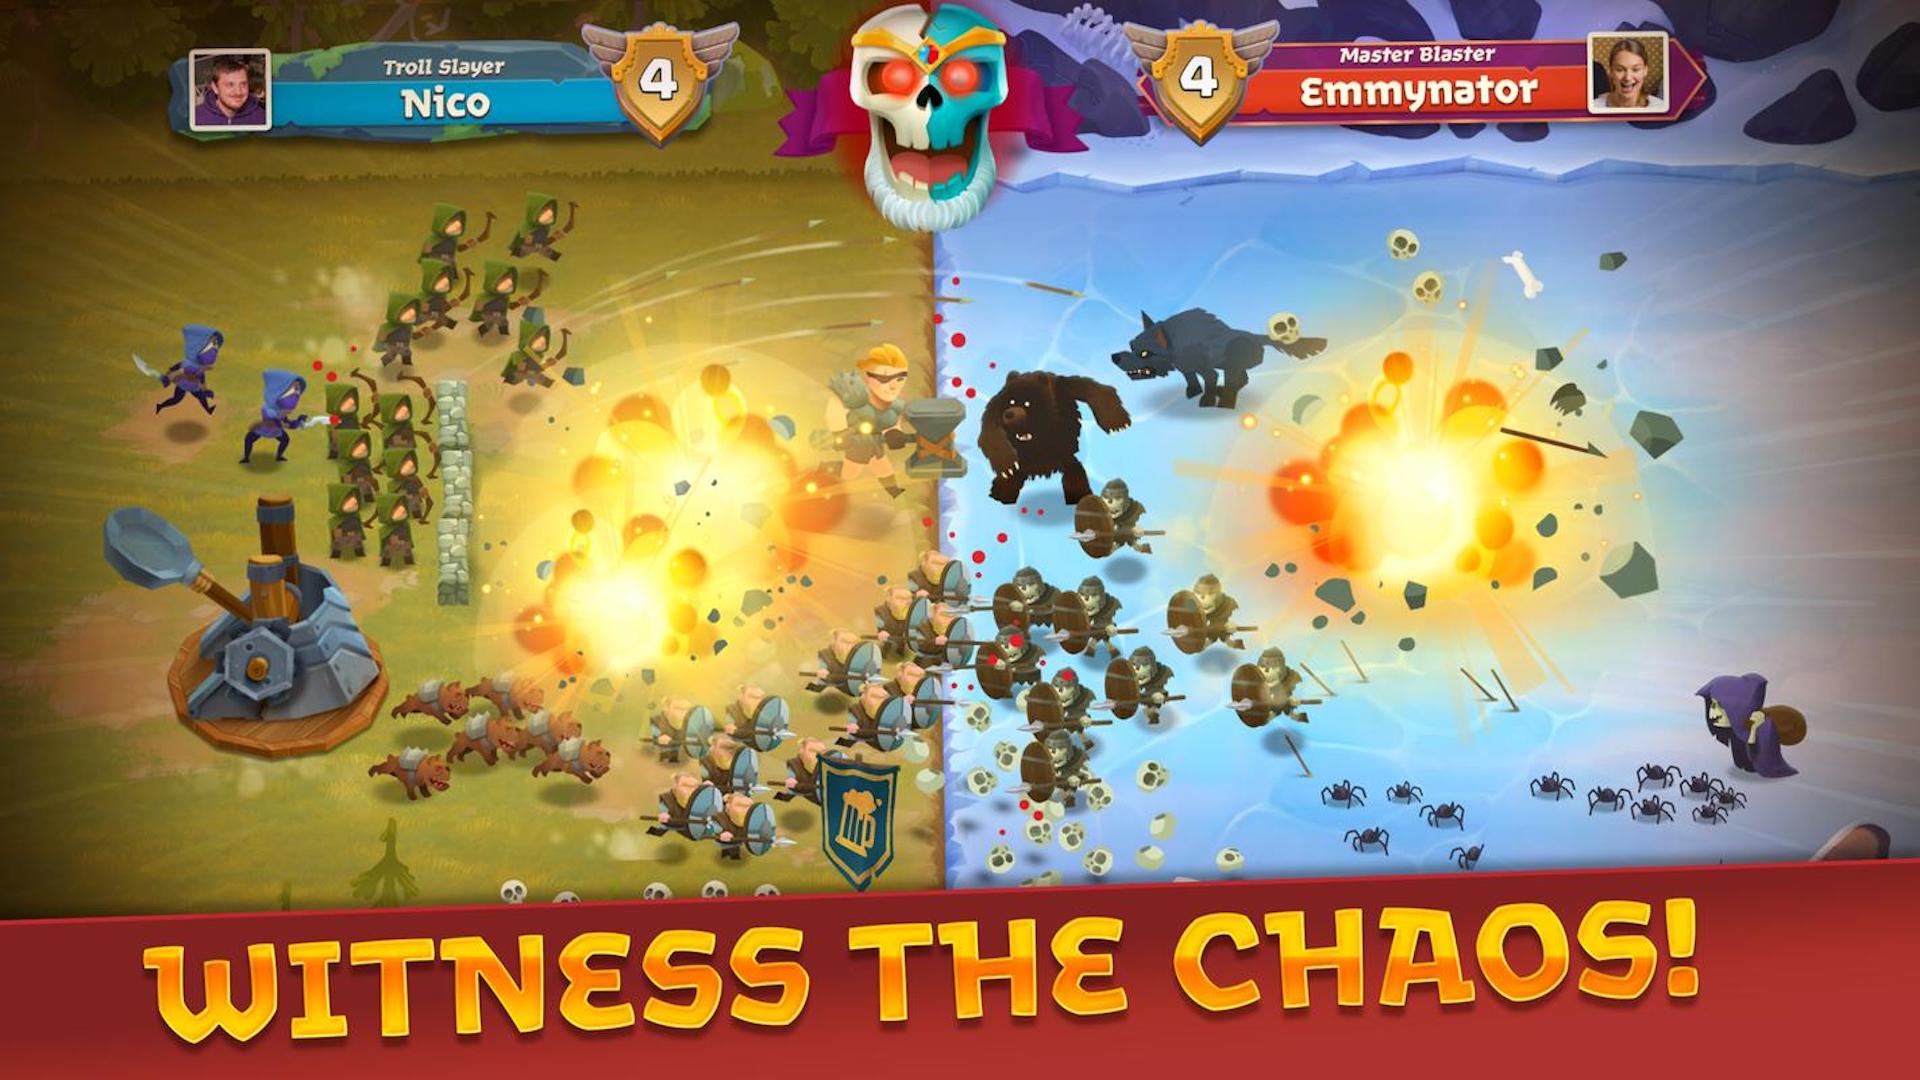 Troll Slayer
Nico
4
4
Master Blaster
Emmynator
WITNESS THE CHAOS!